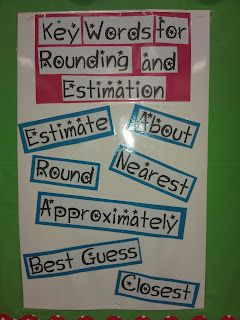 Key Words for
Rounding and
Estimation
Estimate About
Round Nearest
Approximately
Best Guess
Closest